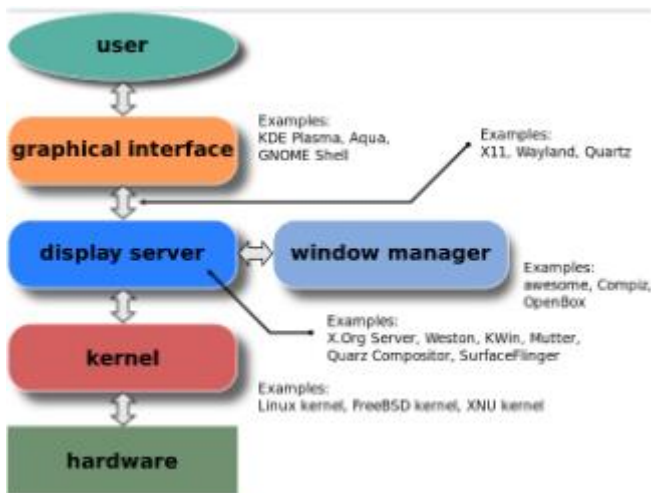 user
graphical interface
Examples:
KDE Plasma, Aqua,
GNOME Shell
Examples:
X11, Wayland, Quartz
display server
window manager
Examples:
awesome, Compiz,
OpenBox
Examples:
X.Org Server, Weston, KWin, Mutter,
Quarz Compositor, SurfaceFlinger
kernel
Examples:
Linux kernel, FreeBSD kernel, XNU kernel
hardware